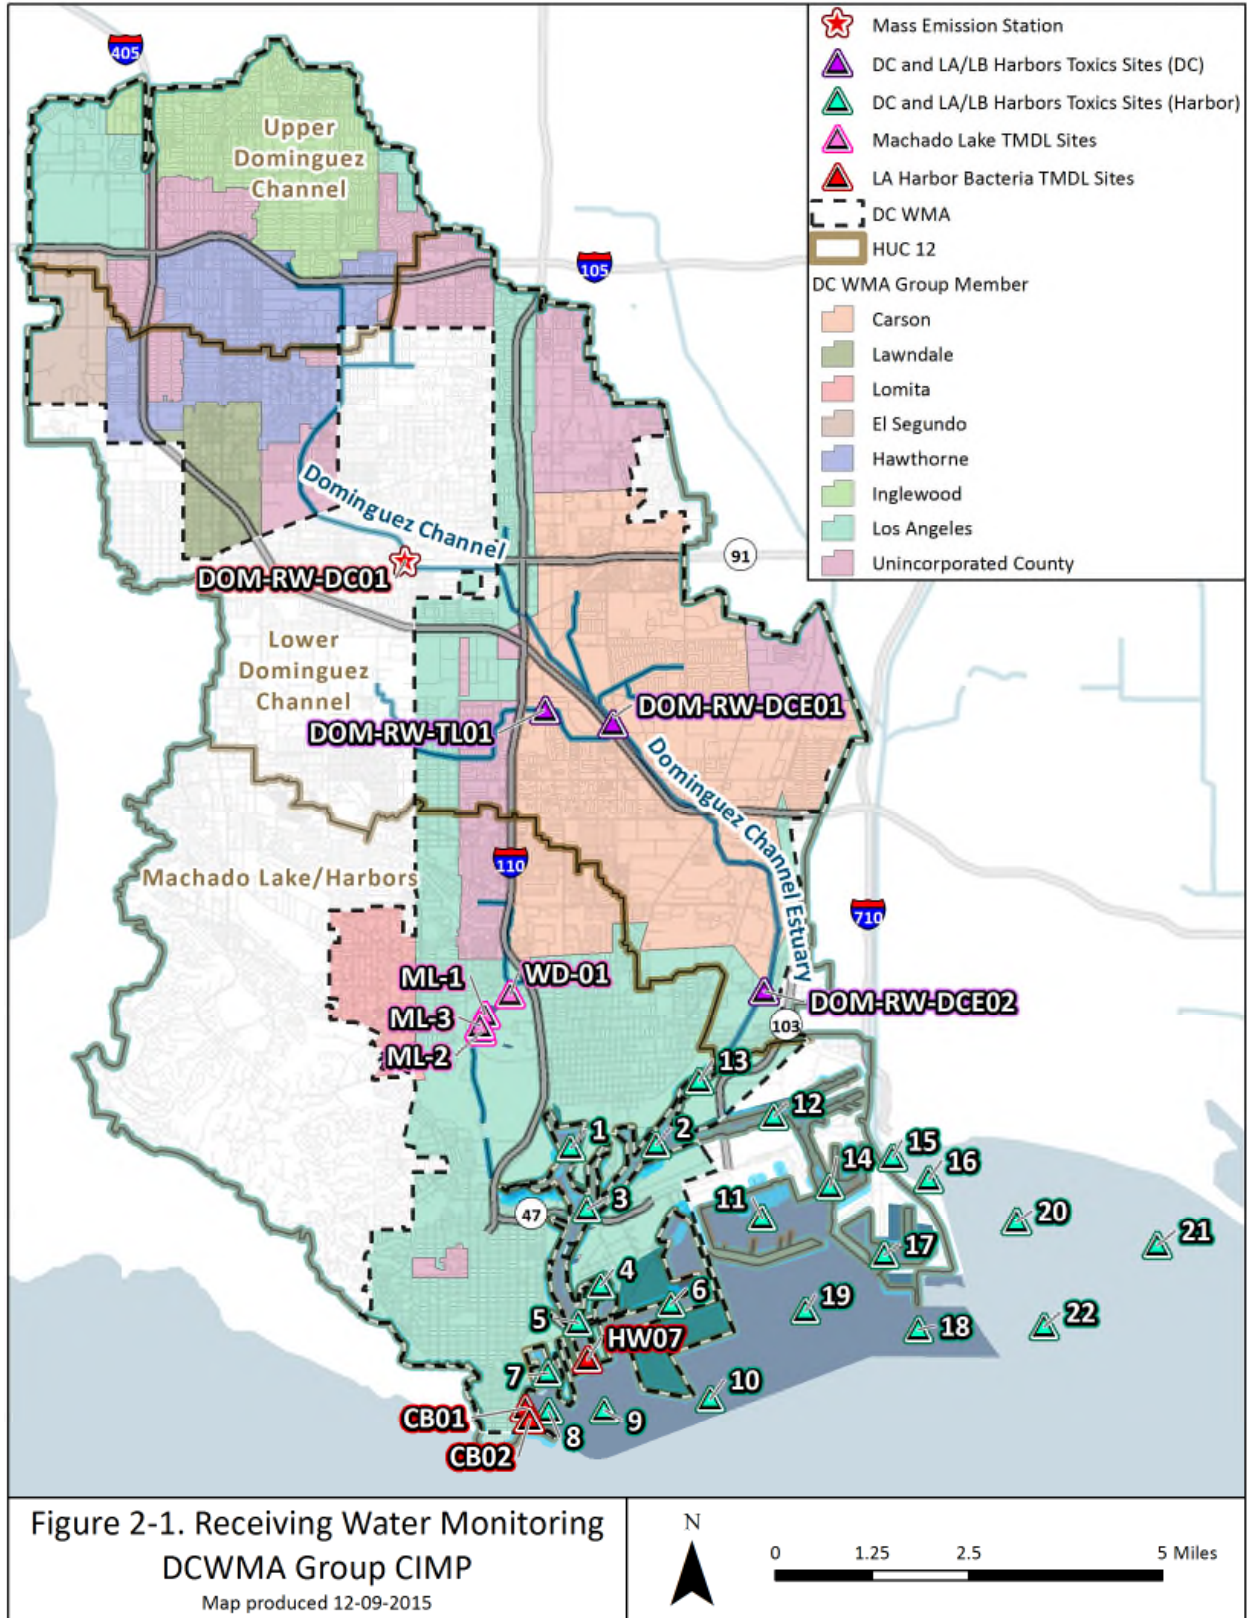 Mass Emission Station
DC and LA/LB Harbors Toxics Sites (DC)
DC and LA/LB Harbors Toxics Sites (Harbor)
Machado Lake TMDL Sites
LA Harbor Bacteria TMDL Sites
DC WMA
HUC 12
DC WMA Group Member
Carson
Lawndale
Lomita
El Segundo
Hawthorne
Inglewood
Los Angeles
Unincorporated County
405
Upper
Dominguez
Channel
105
Dominguez Channel
91
DOM-RW-DC01
Lower
Dominguez
Channel
DOM-RW-TL01
DOM-RW-DCE01
Dominguez Channel Estuary
110
Machado Lake/Harbors
710
ML-1
WD-01
ML-3
ML-2
DOM-RW-DCE02
103
13
12
1
2
15
14
16
3
47
11
20
21
17
4
6
5
19
18
22
HW07
7
10
CB01
8
9
CB02
Figure 2-1. Receiving Water Monitoring
DCWMA Group CIMP
Map produced 12-09-2015
N
0 1.25 2.5 5 Miles